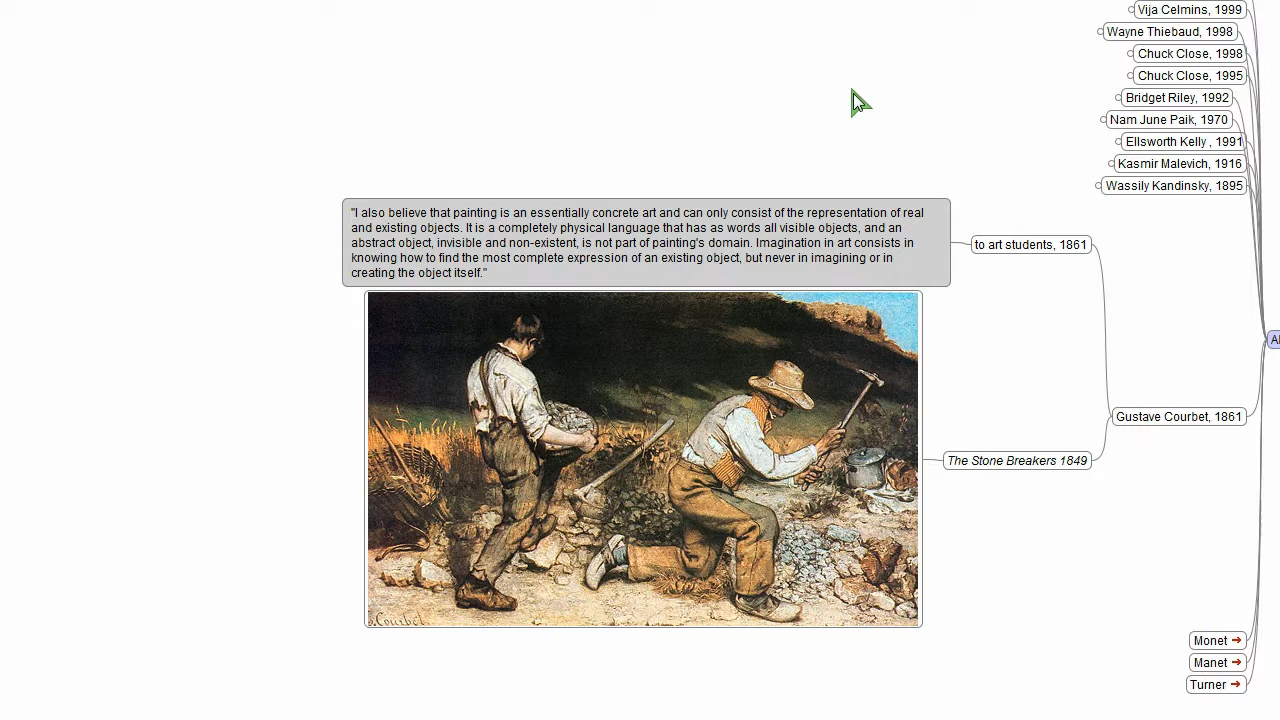 Vija Celmins, 1999
Wayne Thiebaud, 1998
Chuck Close, 1998
Chuck Close, 1995
Bridget Riley, 1992
Nam June Paik, 1970
Ellsworth Kelly , 1991
Kasmir Malevich, 1916
Wassily Kandinsky, 1895
"I also believe that painting is an essentially concrete art and can only consist of the representation of real
and existing objects. It is a completely physical language that has as words all visible objects, and an
abstract object, invisible and non-existent, is not part of painting's domain. Imagination in art consists in
knowing how to find the most complete expression of an existing object, but never in imagining or in
creating the object itself."
to art students, 1861
Gustave Courbet, 1861
The Stone Breakers 1849
G. Courbet
Monet
Manet
Turner